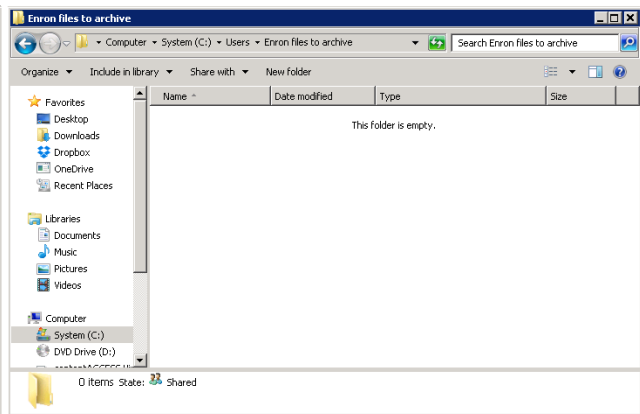 Enron files to archive
Computer System (C:) Users Enron files to archive Search Enron files to archive
Organize Include in library Share with New folder
Name Date modified Type Size
This folder is empty.
Favorites
Desktop
Downloads
Dropbox
OneDrive
Recent Places
Libraries
Documents
Music
Pictures
Videos
Computer
System (C:)
DVD Drive (D:)
0 items State: Shared